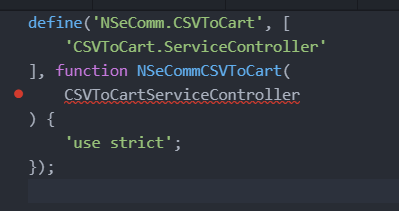 define('NSeComm.CSVToCart', [
'CSVToCart.ServiceController'
], function NSeCommCSVToCart(
CSVToCartServiceController
) {
'use strict';
});